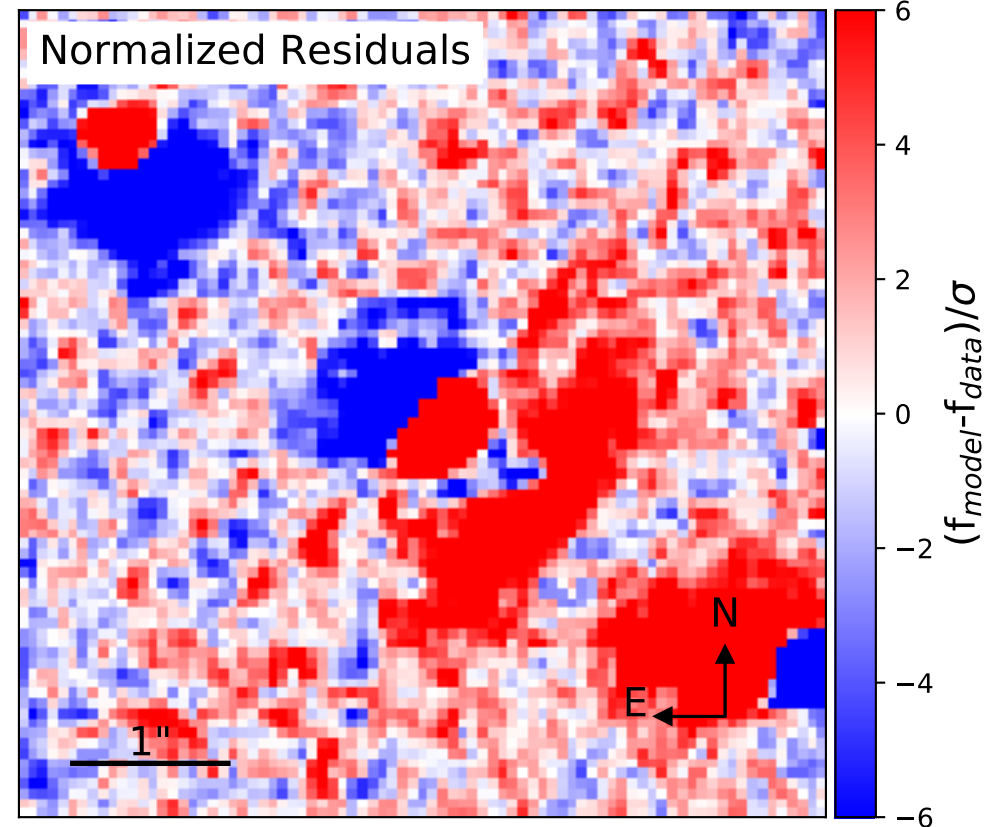 Normalized Residuals
6
4
2
0
−2
−4
−6
(f_model-f_data)/σ
N
E
1"